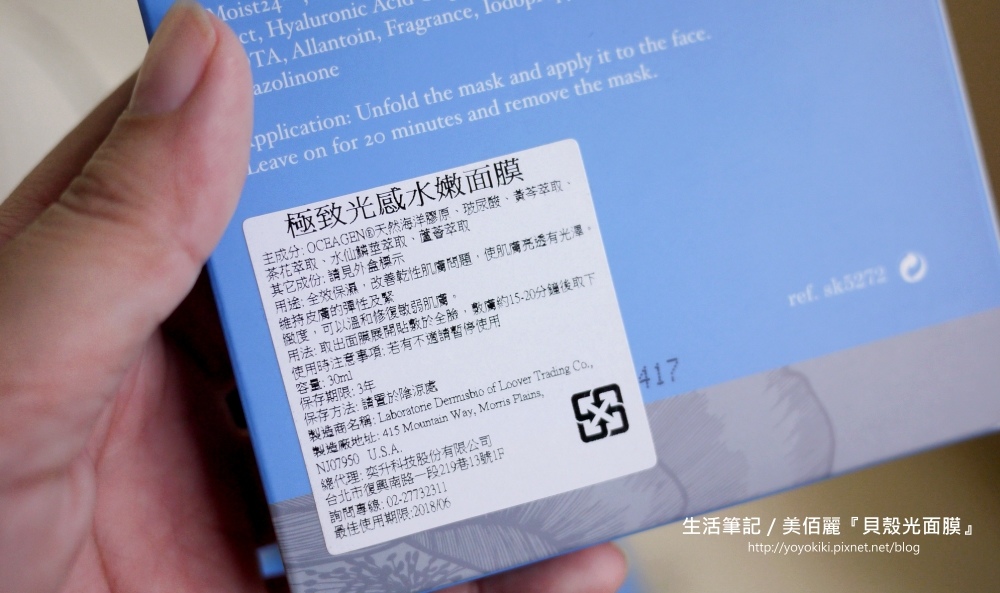 Moist24
ct, Hyaluronic Acid
TA, Allantoin, Fragrance,
azolinone
Application: Unfold the mask and apply it to the face.
Leave on for 20 minutes and remove the mask.
極致光感水嫩面膜
主成分: OCEAGEN®天然海洋膠原、玻尿酸、黃芩萃取、
茶花萃取、水仙鱗莖萃取、蘆薈萃取
其它成份: 請見外盒標示
用途: 全效保濕，改善乾性肌膚問題，使肌膚亮透有光澤。
維持皮膚的彈性及緊
緻度，可以溫和修復敏弱肌膚。
用法: 取出面膜展開貼敷於全臉，敷膚約15-20分鐘後取下
使用時注意事項: 若有不適請暫停使用
容量: 30ml
保存期限: 3年
保存方法: 請置於陰涼處
製造商名稱: Laboratorie Dermusbio of Loover Trading Co.,
製造廠地址: 415 Mountain Way, Morris Plains,
NJ07950 U.S.A.
總代理: 奕升科技股份有限公司
台北市復興南路一段219巷13號1F
詢問專線: 02-27732311
最佳使用期限:2018/06
ref. sk5272
417
生活筆記 / 美佰麗『貝殼光面膜』
http://yoyokiki.pixnet.net/blog